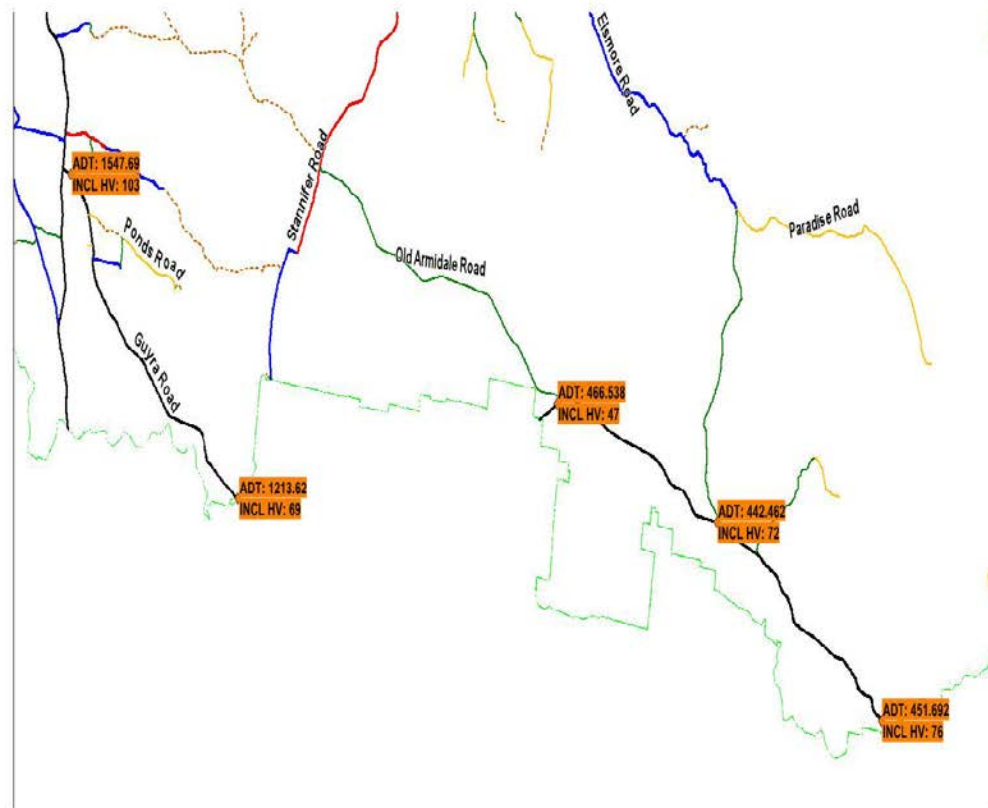 Elsmore Road
ADT: 1547.69
INCL HV: 103
Stannifer Road
Paradise Road
Ponds Road
Old Armidale Road
Guyra Road
ADT: 466.538
INCL HV: 47
ADT: 1213.62
INCL HV: 69
ADT: 442.462
INCL HV: 72
ADT: 451.692
INCL HV: 76